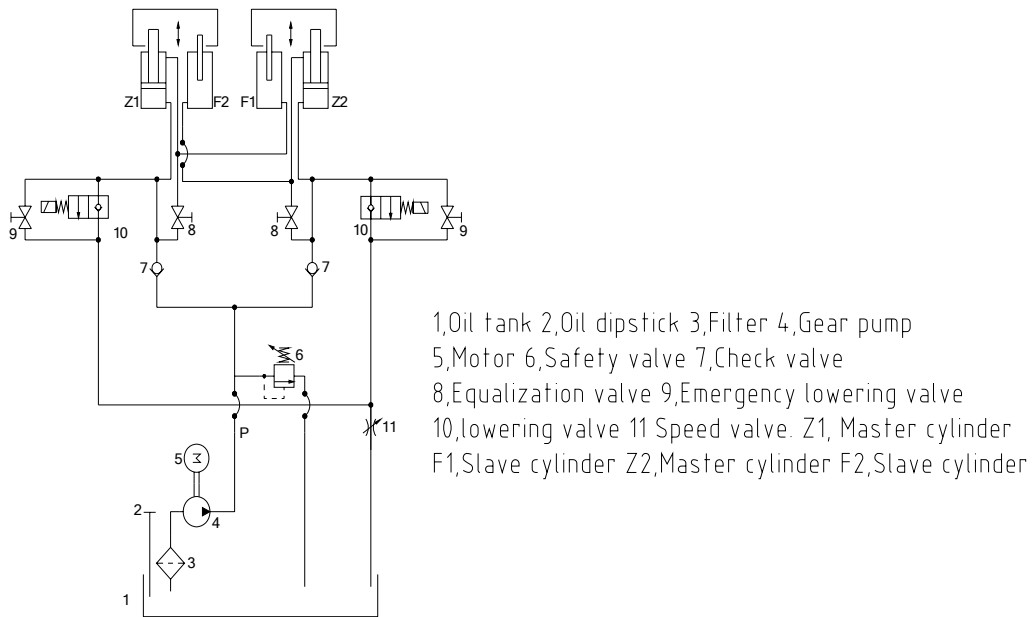 Z1
F2
F1
Z2
9
10
8
8
10
9
7
7
6
P
11
5
M
2
4
3
1
1,Oil tank 2,Oil dipstick 3,Filter 4,Gear pump
5,Motor 6,Safety valve 7,Check valve
8,Equalization valve 9,Emergency lowering valve
10,lowering valve 11 Speed valve. Z1, Master cylinder
F1,Slave cylinder Z2,Master cylinder F2,Slave cylinder